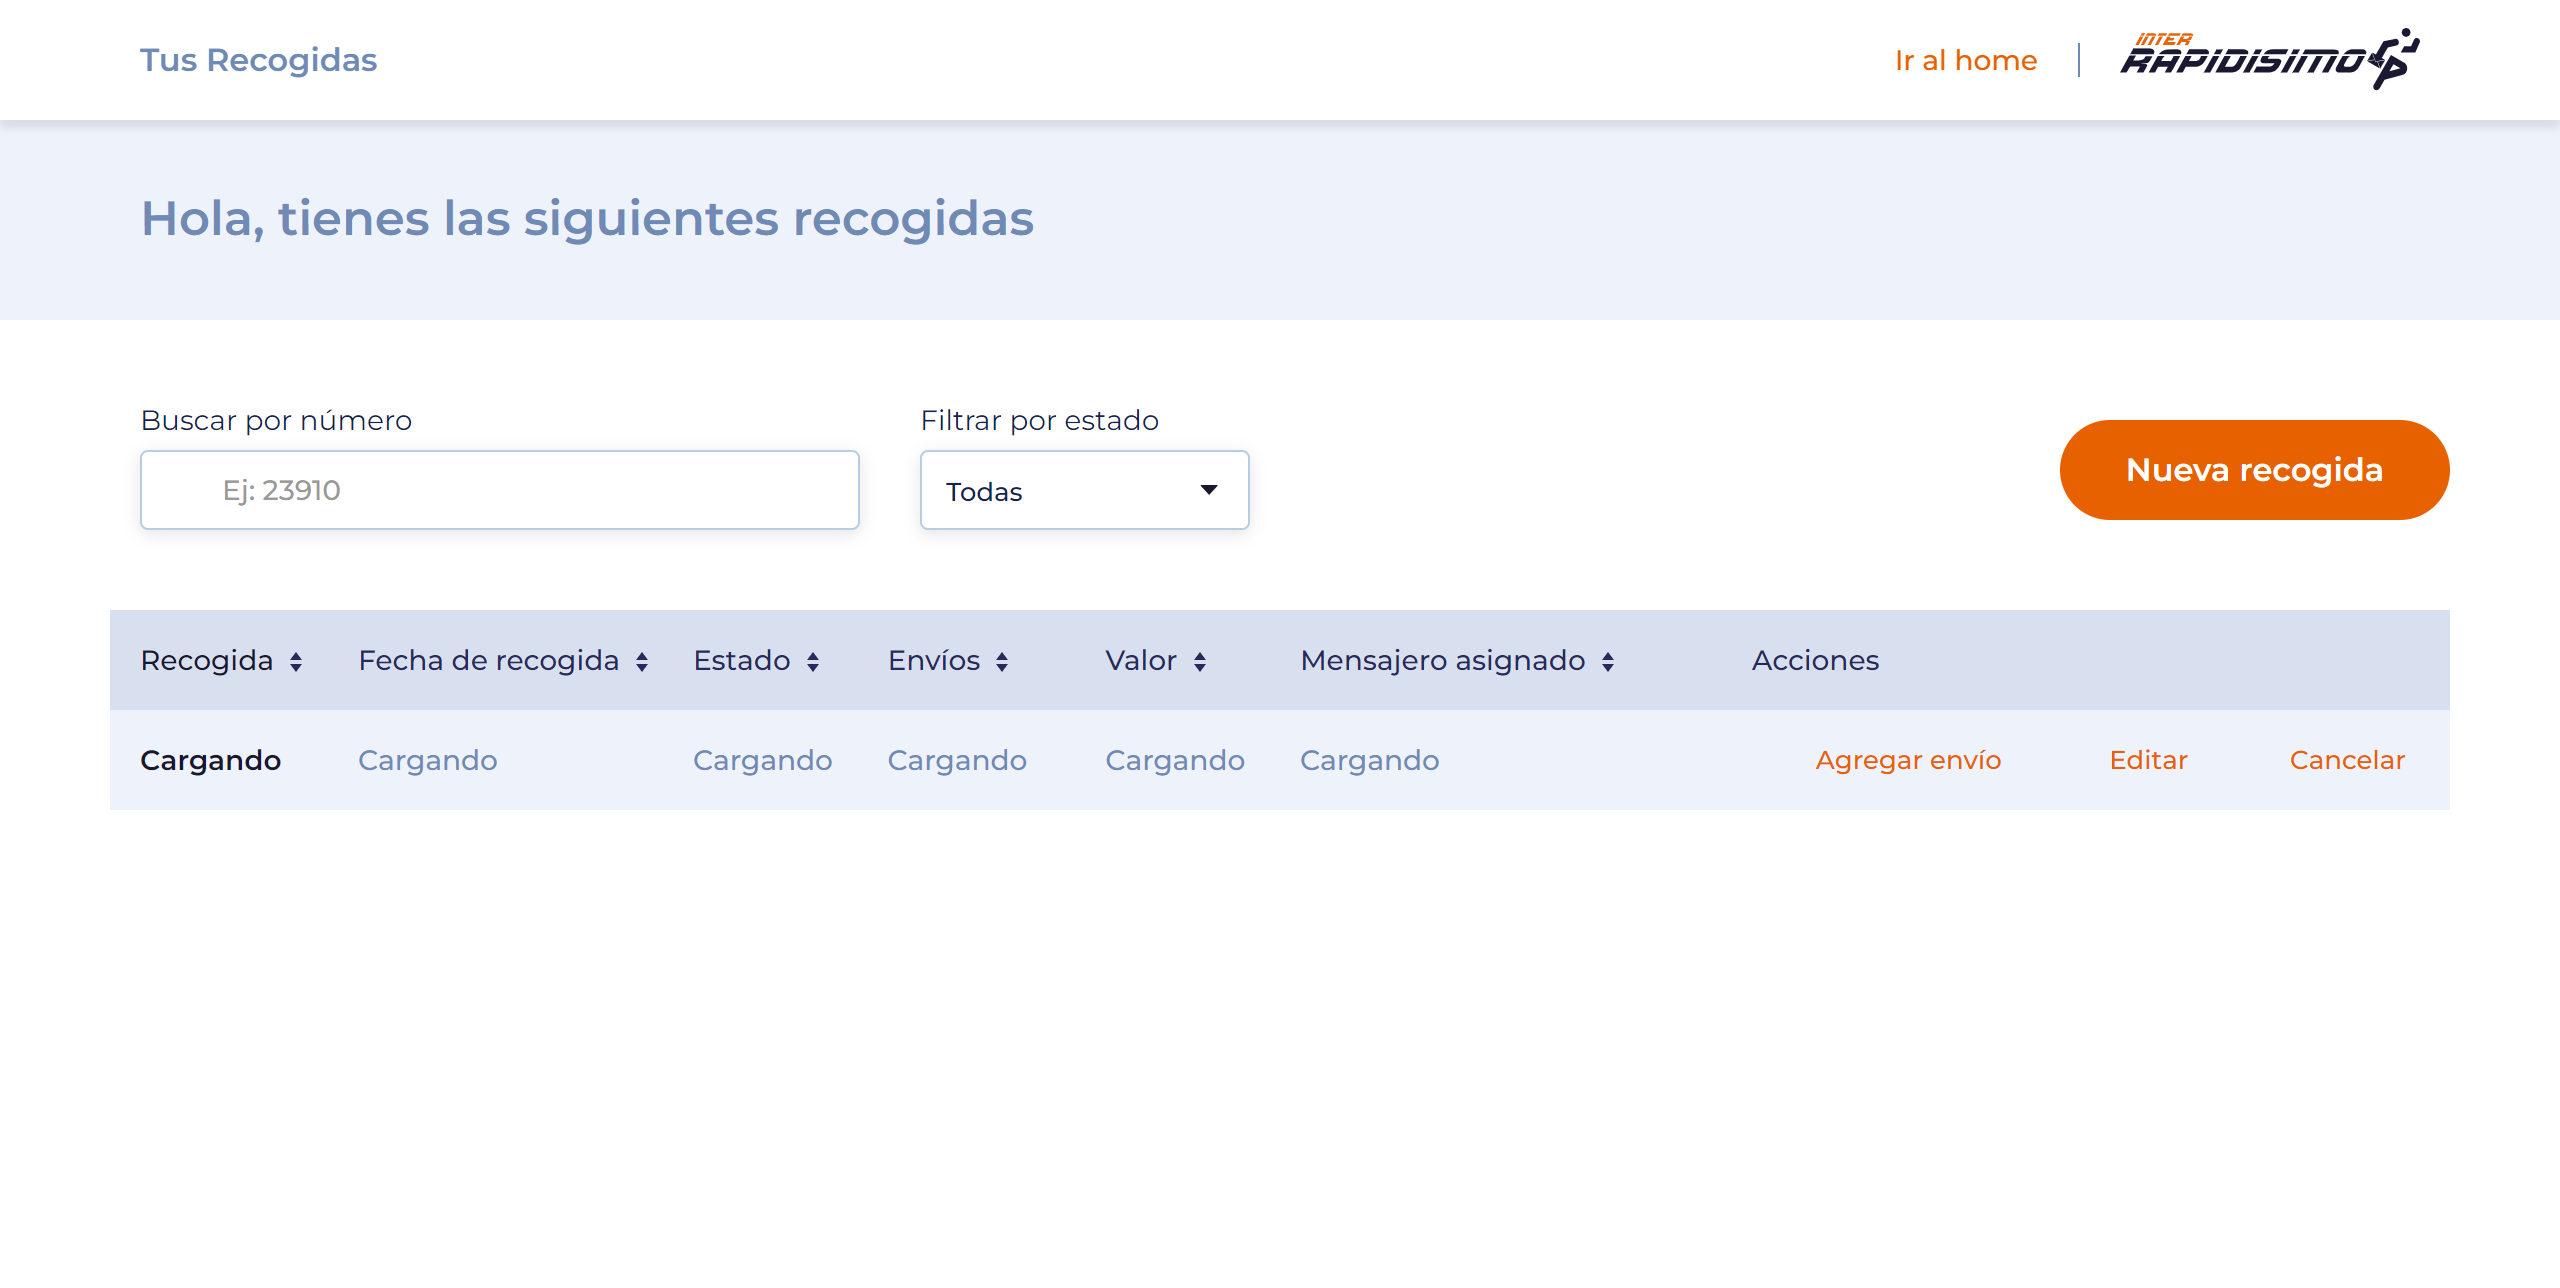 Tus Recogidas
Ir al home
INTER
RAPIDISIMO
Hola, tienes las siguientes recogidas
Buscar por número
Filtrar por estado
Ej: 23910
Todas
Nueva recogida
Recogida Fecha de recogida Estado Envíos Valor Mensajero asignado Acciones
Cargando Cargando Cargando Cargando Cargando Cargando Agregar envío Editar Cancelar